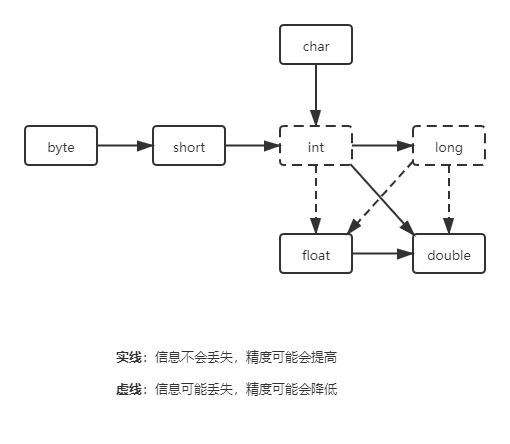 char
byte
short
int
long
float
double
实线：信息不会丢失，精度可能会提高
虚线：信息可能丢失，精度可能会降低